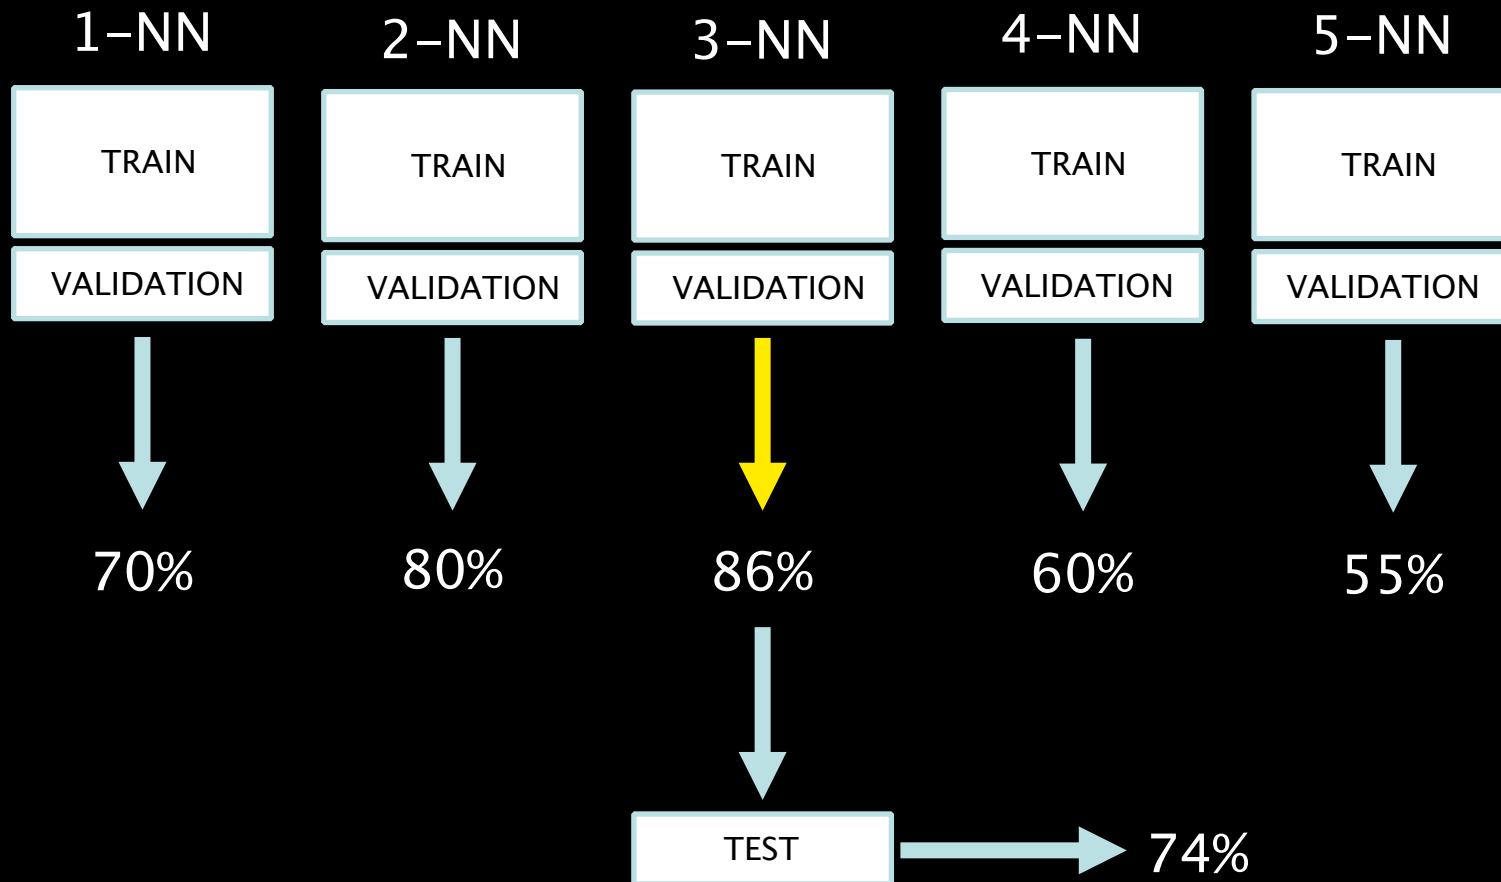 1-NN
2-NN
3-NN
4-NN
5-NN
TRAIN
TRAIN
TRAIN
TRAIN
TRAIN
VALIDATION
VALIDATION
VALIDATION
VALIDATION
VALIDATION
70%
80%
86%
60%
55%
TEST
74%